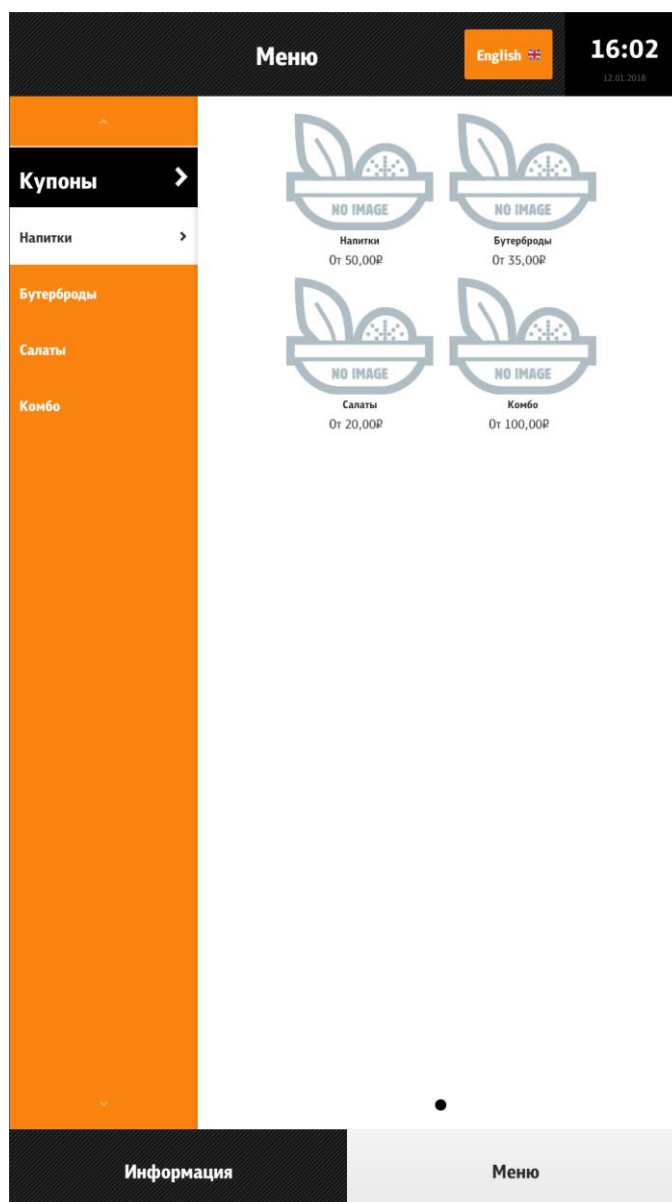 Меню
English
16:02
12.01.2018
Купоны
Напитки
Бутерброды
Салаты
Комбо
NO IMAGE
NO IMAGE
Напитки
Бутерброды
От 50,00₽
От 35,00₽
NO IMAGE
NO IMAGE
Салаты
Комбо
От 20,00₽
От 100,00₽
Информация
Меню